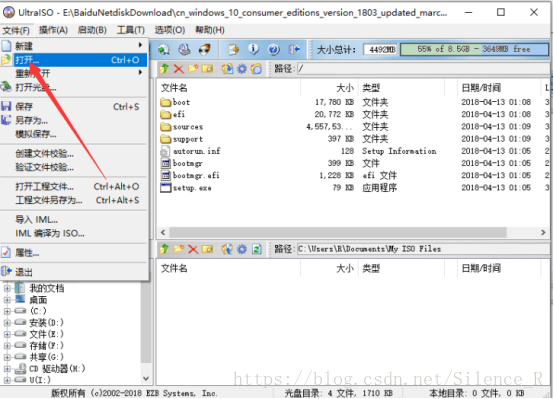 UltraISO - E:\BaiduNetdiskDownload\cn_windows_10_consumer_editions_version_1803_updated_marc...
文件(F) 操作(A) 启动(B) 工具(T) 选项(O) 帮助(H)
大小总计: 4492MB 55% of 8.5GB - 3649MB free
新建
打开... Ctrl+O
重新打开
打开光盘...
保存 Ctrl+S
另存为...
模拟保存...
创建文件校验...
验证文件校验...
打开工程文件... Ctrl+Alt+O
工程文件另存为... Ctrl+Alt+S
导入 IML...
IML 编译为 ISO...
属性...
退出
路径: /
文件名 大小 类型 日期/时间 L
boot 17,780 KB 文件夹 2018-04-13 01:08 3
efi 20,772 KB 文件夹 2018-04-13 01:08 3
sources 4,557,53... 文件夹 2018-04-13 01:09 3
support 397 KB 文件夹 2018-04-13 01:09 3
autorun.inf 128 Setup Information 2018-04-13 01:05 2
bootmgr 399 KB 文件 2018-04-13 01:05 2
bootmgr.efi 1,228 KB efi 文件 2018-04-13 01:05 2
setup.exe 79 KB 应用程序 2018-04-13 01:05 3
路径: C:\Users\R\Documents\My ISO Files
文件名 大小 类型 日期/时间 L
我的文档
桌面
(C:)
安装(D:)
文件(E:)
存储(F:)
共享(G:)
CD 驱动器(H:)
U(I:)
https://blog.csdn.net/Silence_R
版权所有 (c)2002-2018 EZB Systems, Inc. 光盘目录: 4 文件, 1710 KB 本地目录: 0 文件, 0 KB